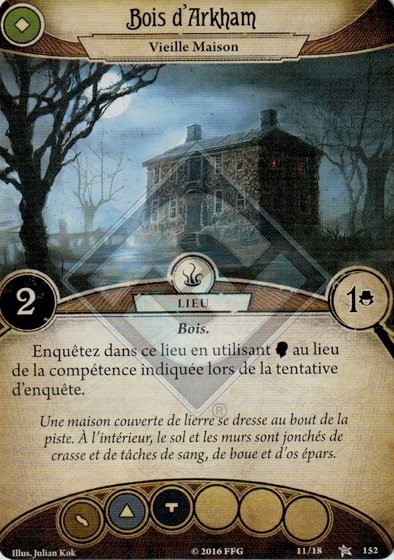 Bois d'Arkham
Vieille Maison
2
LIEU
1
Bois.
Enquêtez dans ce lieu en utilisant au lieu
de la compétence indiquée lors de la tentative
d'enquête.
Une maison couverte de lierre se dresse au bout de la
piste. À l'intérieur, le sol et les murs sont jonchés de
crasse et de tâches de sang, de boue et d'os épars.
®
Illus. Julian Kok
© 2016 FFG
11/18
152